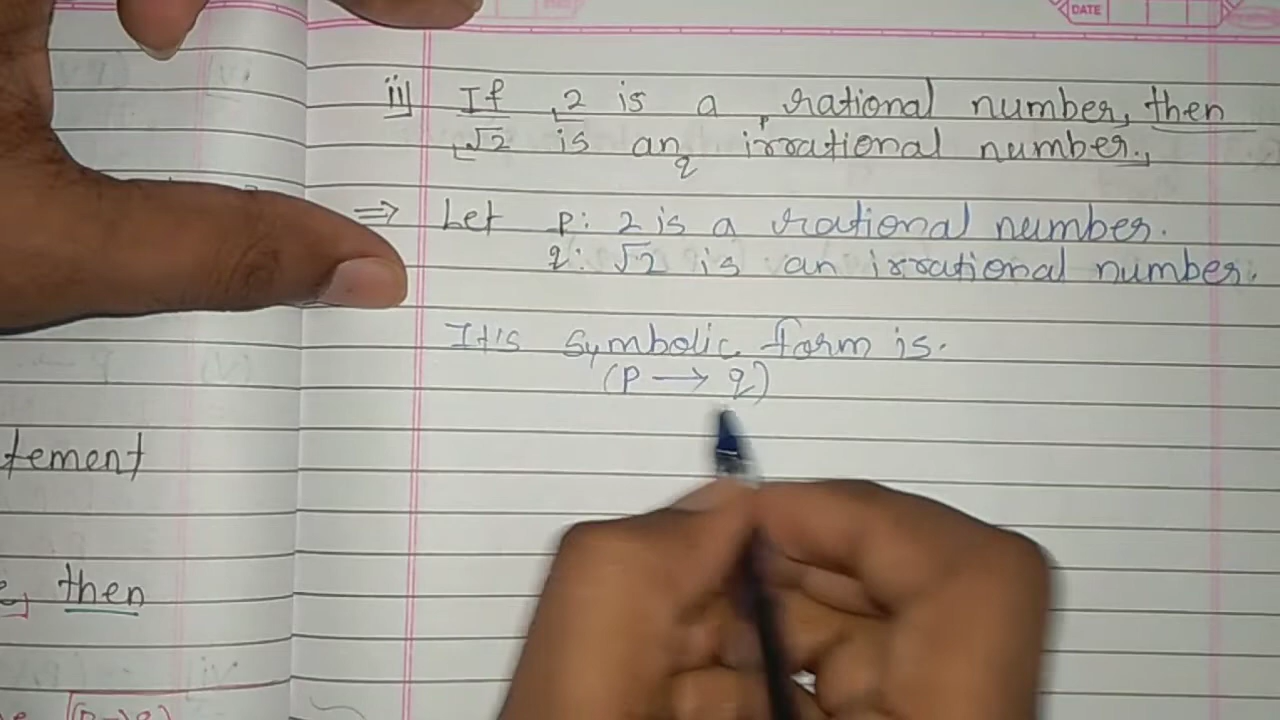 DATE
ii) If 2 is a rational number, then
p
√2 is an irrational number.,
q
⇒ Let p: 2 is a rational number.
q: √2 is an irrational number.
It's symbolic form is.
(p → q)
tement
then
(p→q)